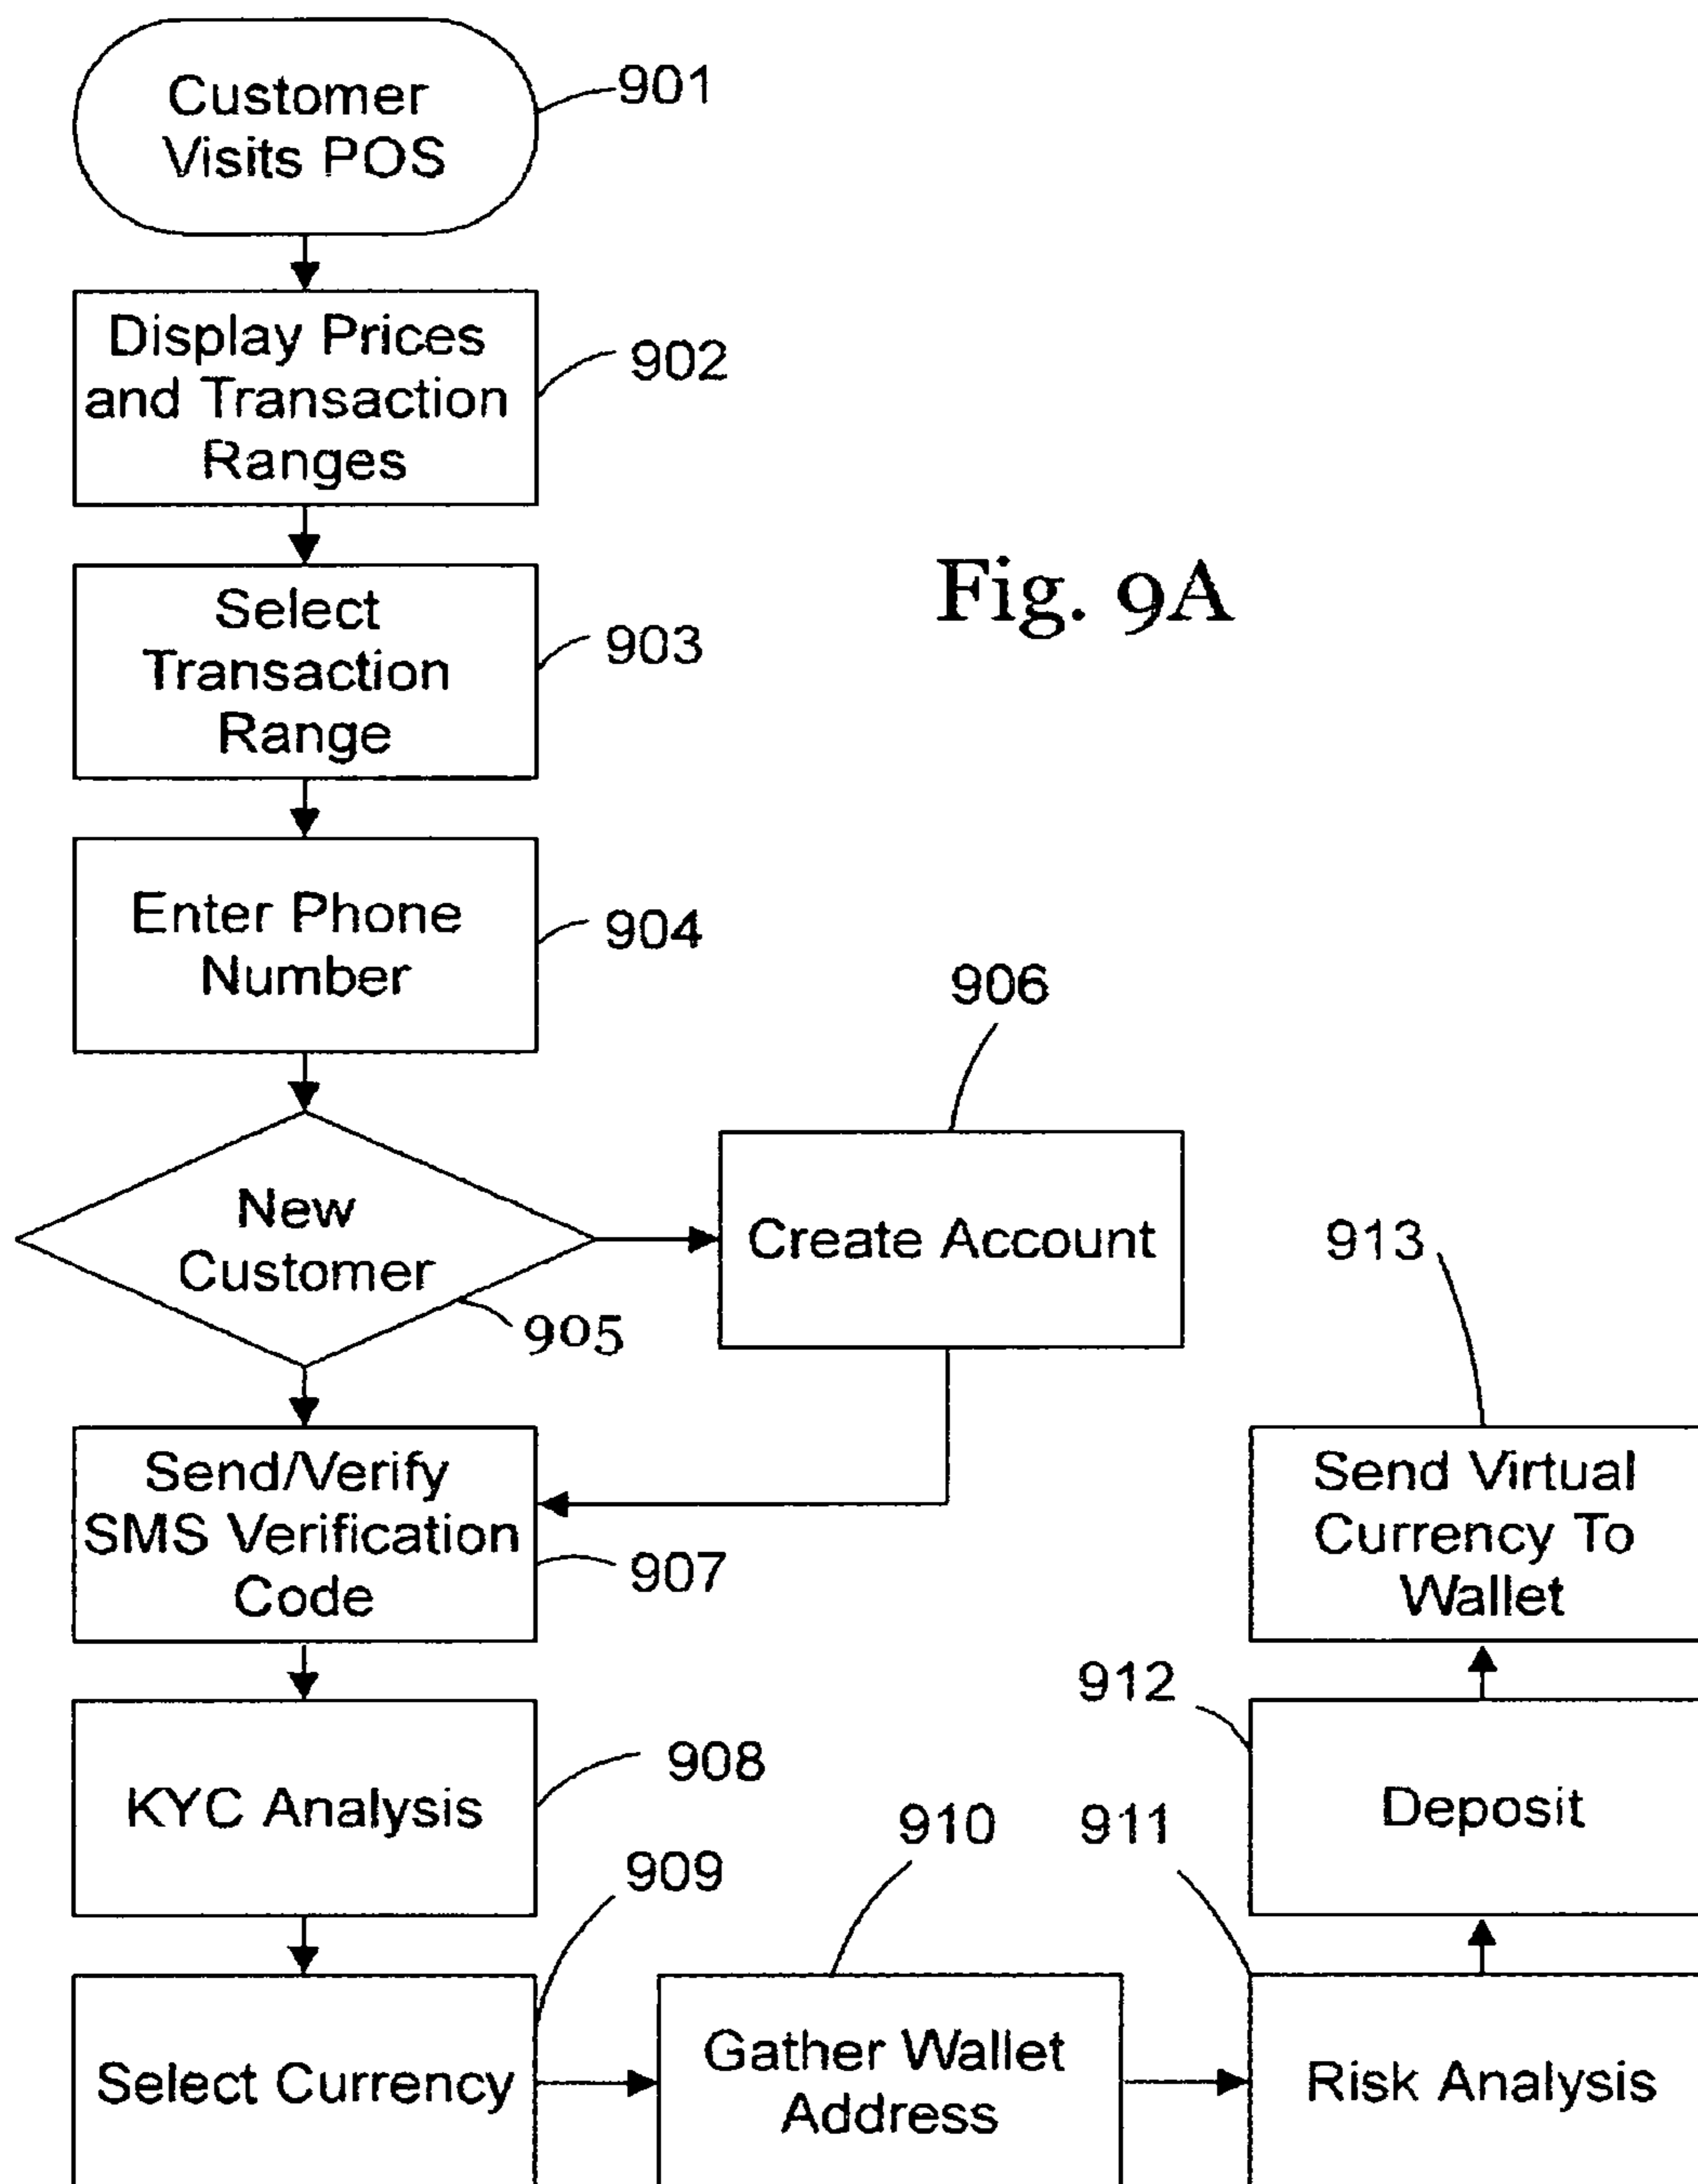 Customer
Visits POS
901
Display Prices
and Transaction
Ranges
902
Fig. 9A
Select
Transaction
Range
903
Enter Phone
Number
904
906
New
Customer
905
Create Account
913
Send/Verify
SMS Verification
Code
907
Send Virtual
Currency To
Wallet
912
KYC Analysis
908
Deposit
909
910
911
Select Currency
Gather Wallet
Address
Risk Analysis